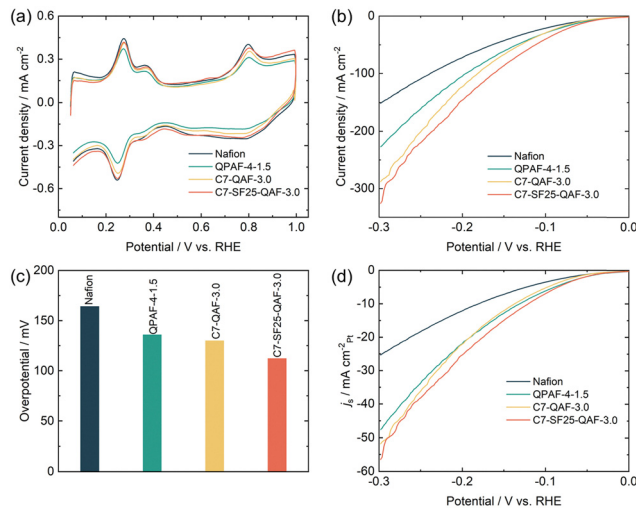 (a)
Current density / mA cm⁻²
0.6
0.3
0.0
-0.3
-0.6
Nafion
QPAF-4-1.5
C7-QAF-3.0
C7-SF25-QAF-3.0
0.0 0.2 0.4 0.6 0.8 1.0
Potential / V vs. RHE
(b)
Current density / mA cm⁻²
0
-100
-200
-300
Nafion
QPAF-4-1.5
C7-QAF-3.0
C7-SF25-QAF-3.0
-0.3 -0.2 -0.1 0.0
Potential / V vs. RHE
(c)
Overpotential / mV
200
150
100
50
0
Nafion
QPAF-4-1.5
C7-QAF-3.0
C7-SF25-QAF-3.0
(d)
jₛ / mA cm⁻²Pt
0
-10
-20
-30
-40
-50
-60
Nafion
QPAF-4-1.5
C7-QAF-3.0
C7-SF25-QAF-3.0
-0.3 -0.2 -0.1 0.0
Potential / V vs. RHE